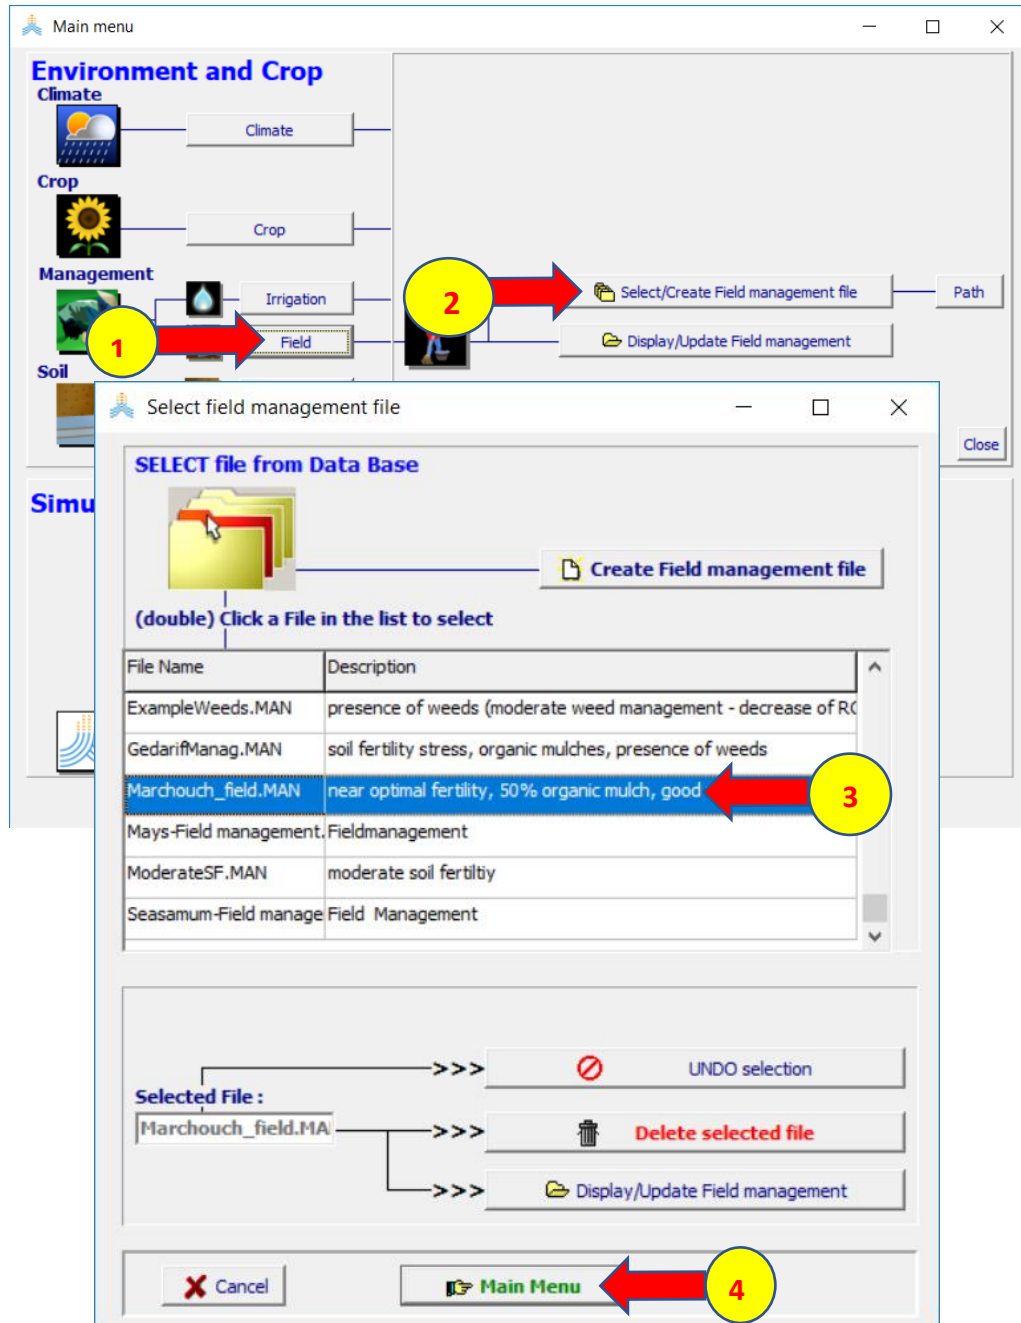 Main menu
Environment and Crop
Climate
Climate
Crop
Crop
Management
Irrigation
2
Select/Create Field management file
Path
1
Field
Display/Update Field management
Soil
Close
Simu
Select field management file
SELECT file from Data Base
Create Field management file
(double) Click a File in the list to select
File Name Description
ExampleWeeds.MAN presence of weeds (moderate weed management - decrease of RC
GedarifManag.MAN soil fertility stress, organic mulches, presence of weeds
Marchouch_field.MAN near optimal fertility, 50% organic mulch, good
3
Mays-Field management. Fieldmanagement
ModerateSF.MAN moderate soil fertiltiy
Seasamum-Field manage Field Management
>>> UNDO selection
Selected File :
Marchouch_field.MA
>>> Delete selected file
>>> Display/Update Field management
Cancel
Main Menu
4